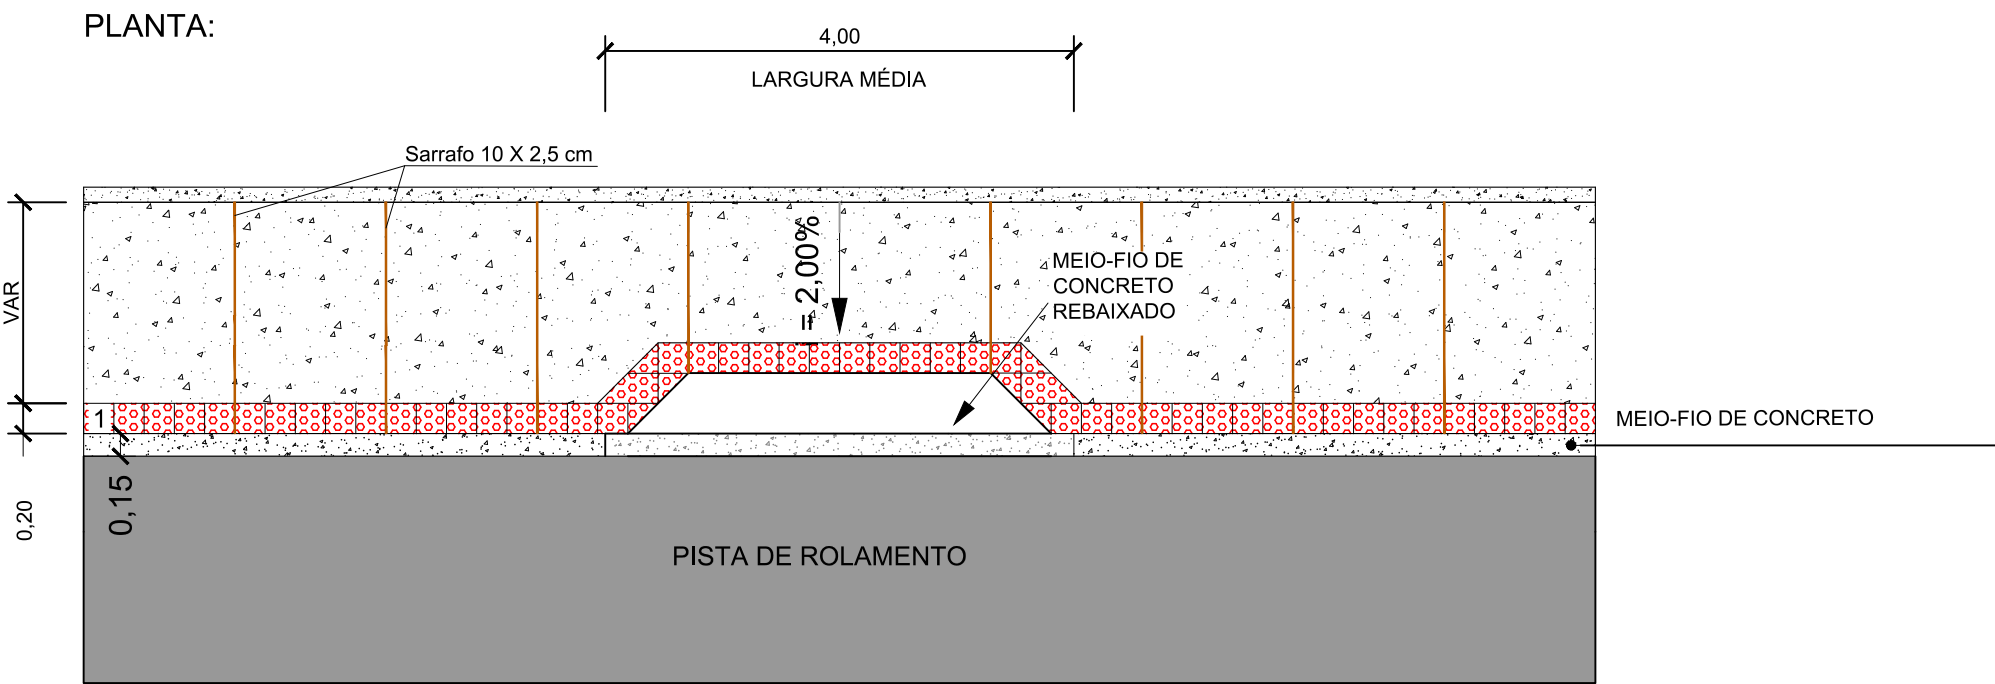 PLANTA:
4,00
LARGURA MÉDIA
Sarrafo 10 X 2,5 cm
VAR
= 2,00%
MEIO-FIO DE
CONCRETO
REBAIXADO
1
MEIO-FIO DE CONCRETO
0,15
0,20
PISTA DE ROLAMENTO